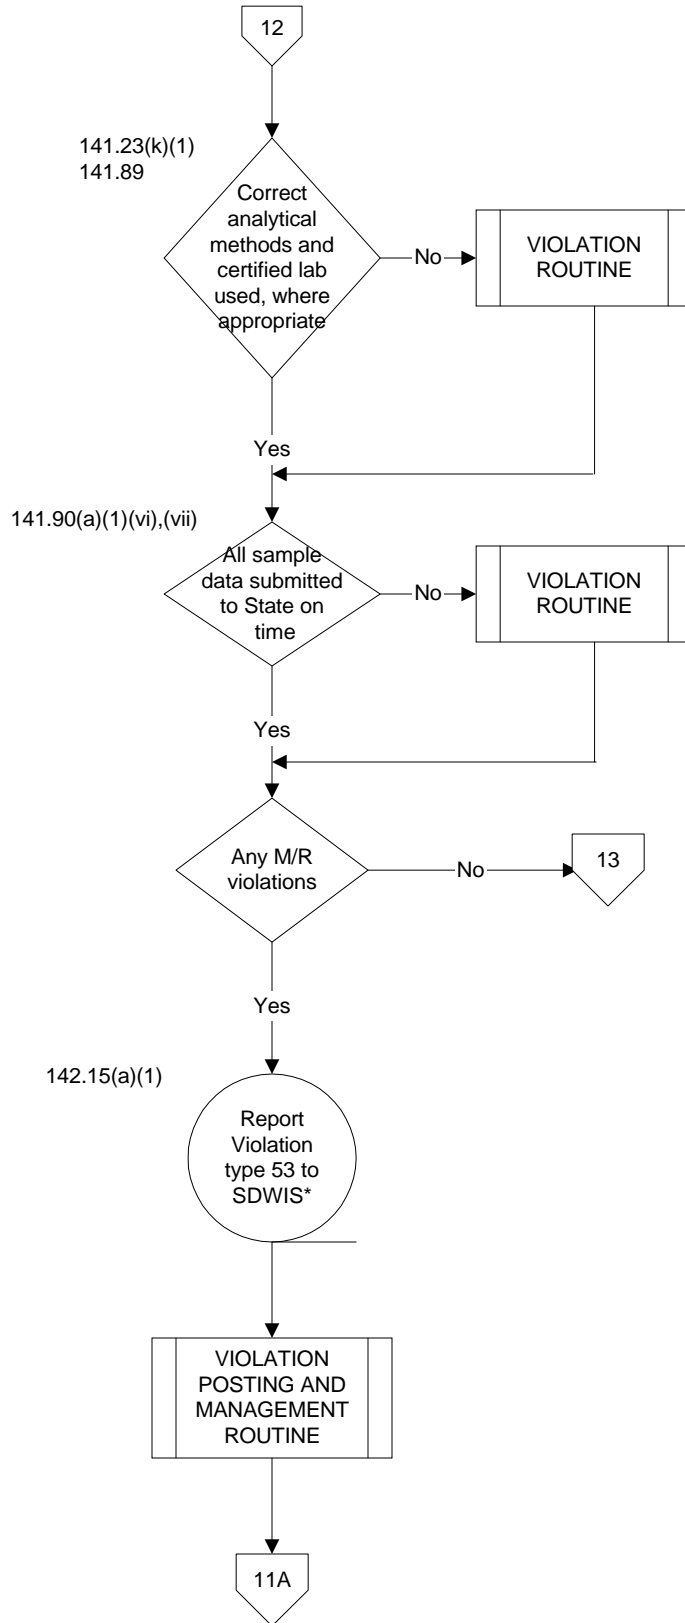 12
141.23(k)(1)
141.89
Correct
analytical
methods and
certified lab
used, where
appropriate
No
VIOLATION
ROUTINE
Yes
141.90(a)(1)(vi),(vii)
All sample
data submitted
to State on
time
No
VIOLATION
ROUTINE
Yes
Any M/R
violations
No
13
Yes
142.15(a)(1)
Report
Violation
type 53 to
SDWIS*
VIOLATION
POSTING AND
MANAGEMENT
ROUTINE
11A